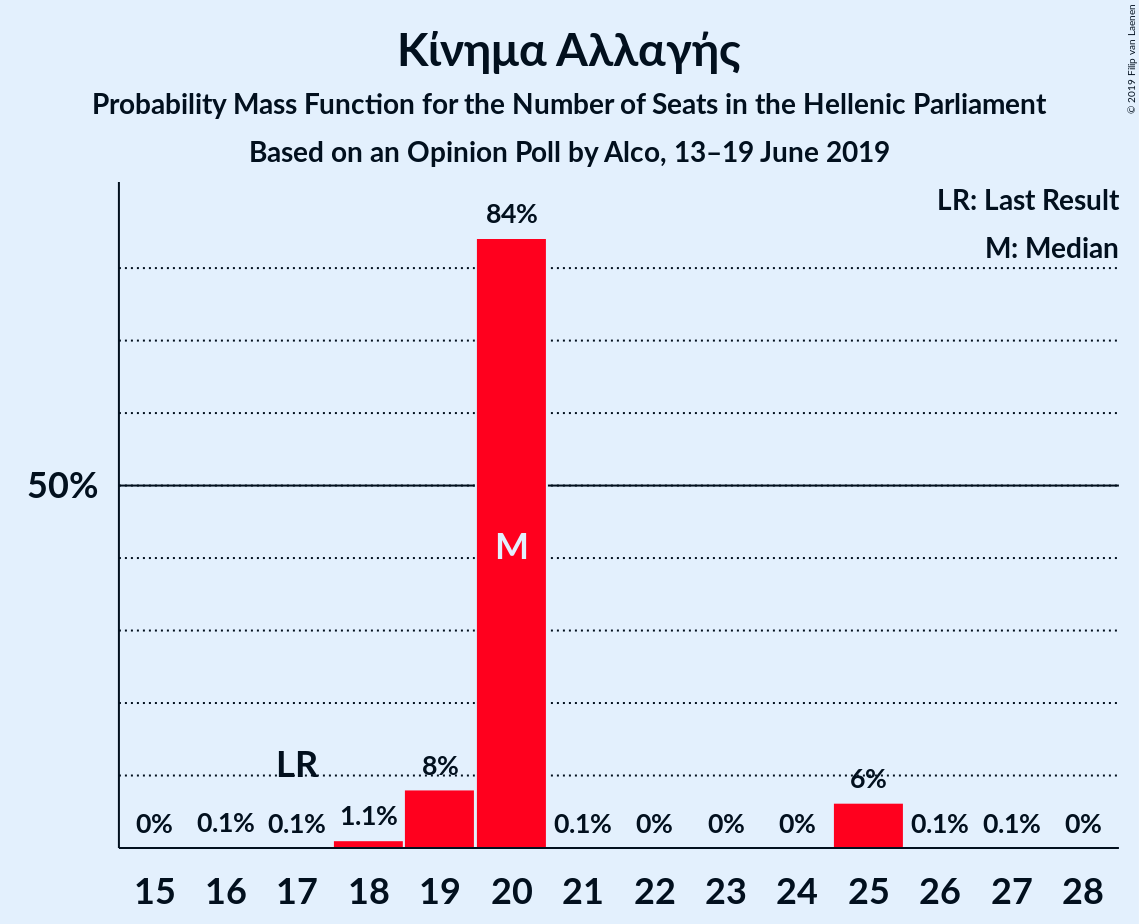 Κίνημα Αλλαγής
Probability Mass Function for the Number of Seats in the Hellenic Parliament
Based on an Opinion Poll by Alco, 13–19 June 2019
© 2019 Filip van Laenen
LR: Last Result
M: Median
84%
50%
M
LR
8%
6%
0% 0.1% 0.1% 1.1% 0.1% 0% 0% 0% 0.1% 0.1% 0%
15 16 17 18 19 20 21 22 23 24 25 26 27 28